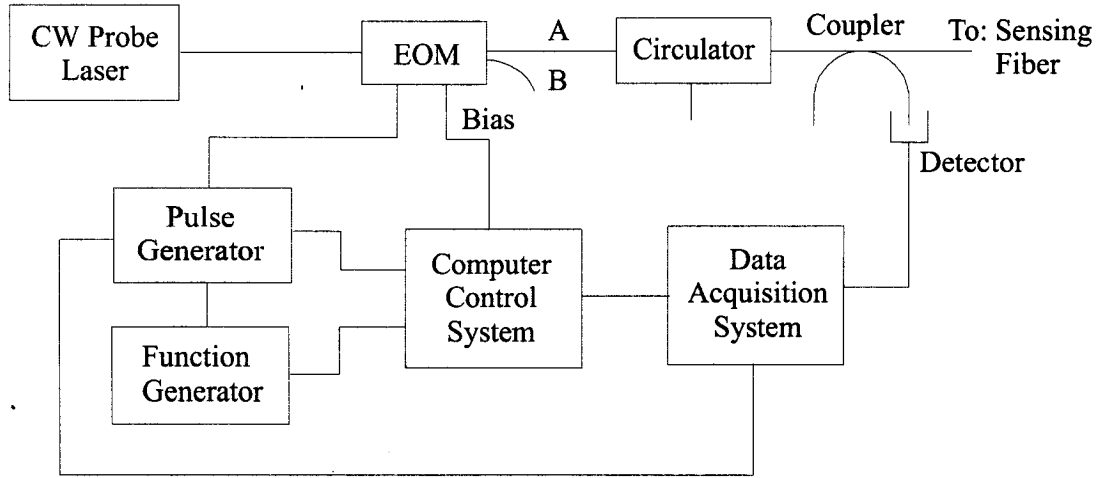 CW Probe
Laser
EOM
A
B
Circulator
Coupler
To: Sensing
Fiber
Bias
Detector
Pulse
Generator
Computer
Control
System
Data
Acquisition
System
Function
Generator